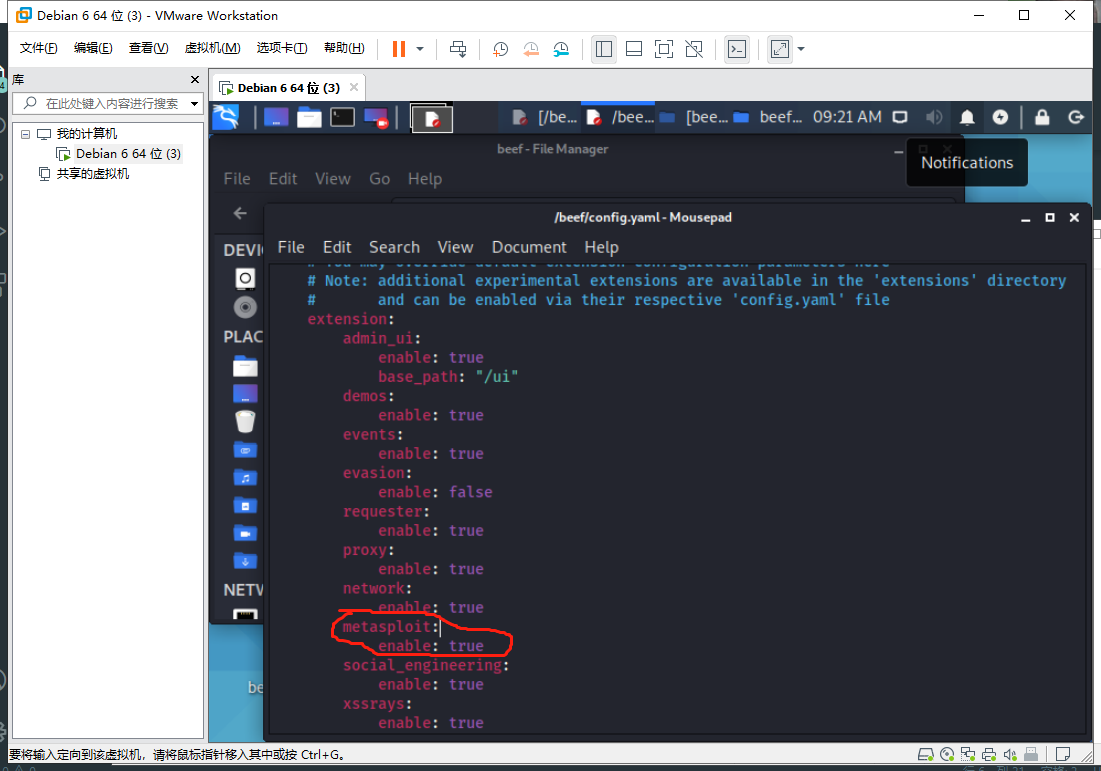 Debian 6 64 位 (3) - VMware Workstation
文件(F) 编辑(E) 查看(V) 虚拟机(M) 选项卡(T) 帮助(H)
库
在此处键入内容进行搜索
我的计算机
Debian 6 64 位 (3)
共享的虚拟机
Debian 6 64 位 (3)
[/be... /bee... [bee... beef... 09:21 AM
beef - File Manager
Notifications
File Edit View Go Help
/beef/config.yaml - Mousepad
File Edit Search View Document Help
DEVI
PLAC
NETW
be
# You may override default extension configuration parameters here
# Note: additional experimental extensions are available in the 'extensions' directory
# and can be enabled via their respective 'config.yaml' file
extension:
admin_ui:
enable: true
base_path: "/ui"
demos:
enable: true
events:
enable: true
evasion:
enable: false
requester:
enable: true
proxy:
enable: true
network:
enable: true
metasploit:
enable: true
social_engineering:
enable: true
xssrays:
enable: true
要将输入定向到该虚拟机，请将鼠标指针移入其中或按 Ctrl+G。